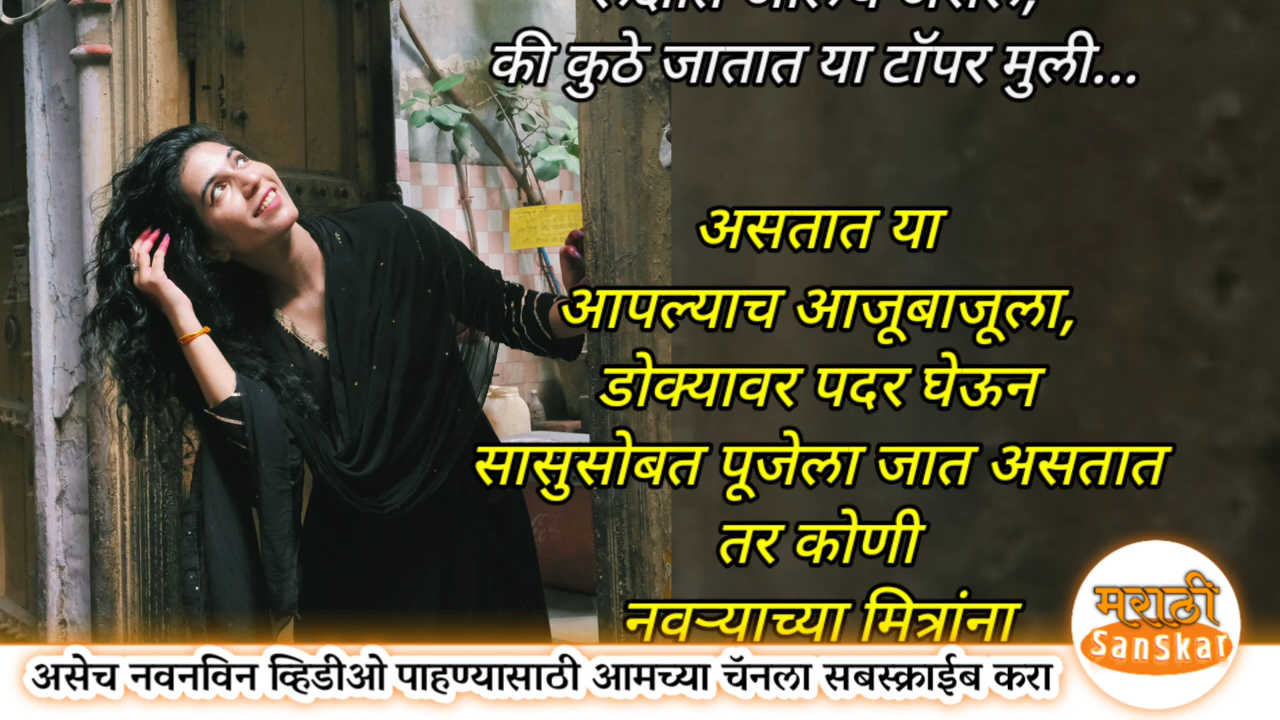 की कुठे जातात या टॉपर मुली...
असतात या
आपल्याच आजूबाजूला,
डोक्यावर पदर घेऊन
सासुसोबत पूजेला जात असतात
तर कोणी
नवऱ्याच्या मित्रांना
मराठी
SanSkar
असेच नवनविन व्हिडीओ पाहण्यासाठी आमच्या चॅनला सबस्क्राईब करा